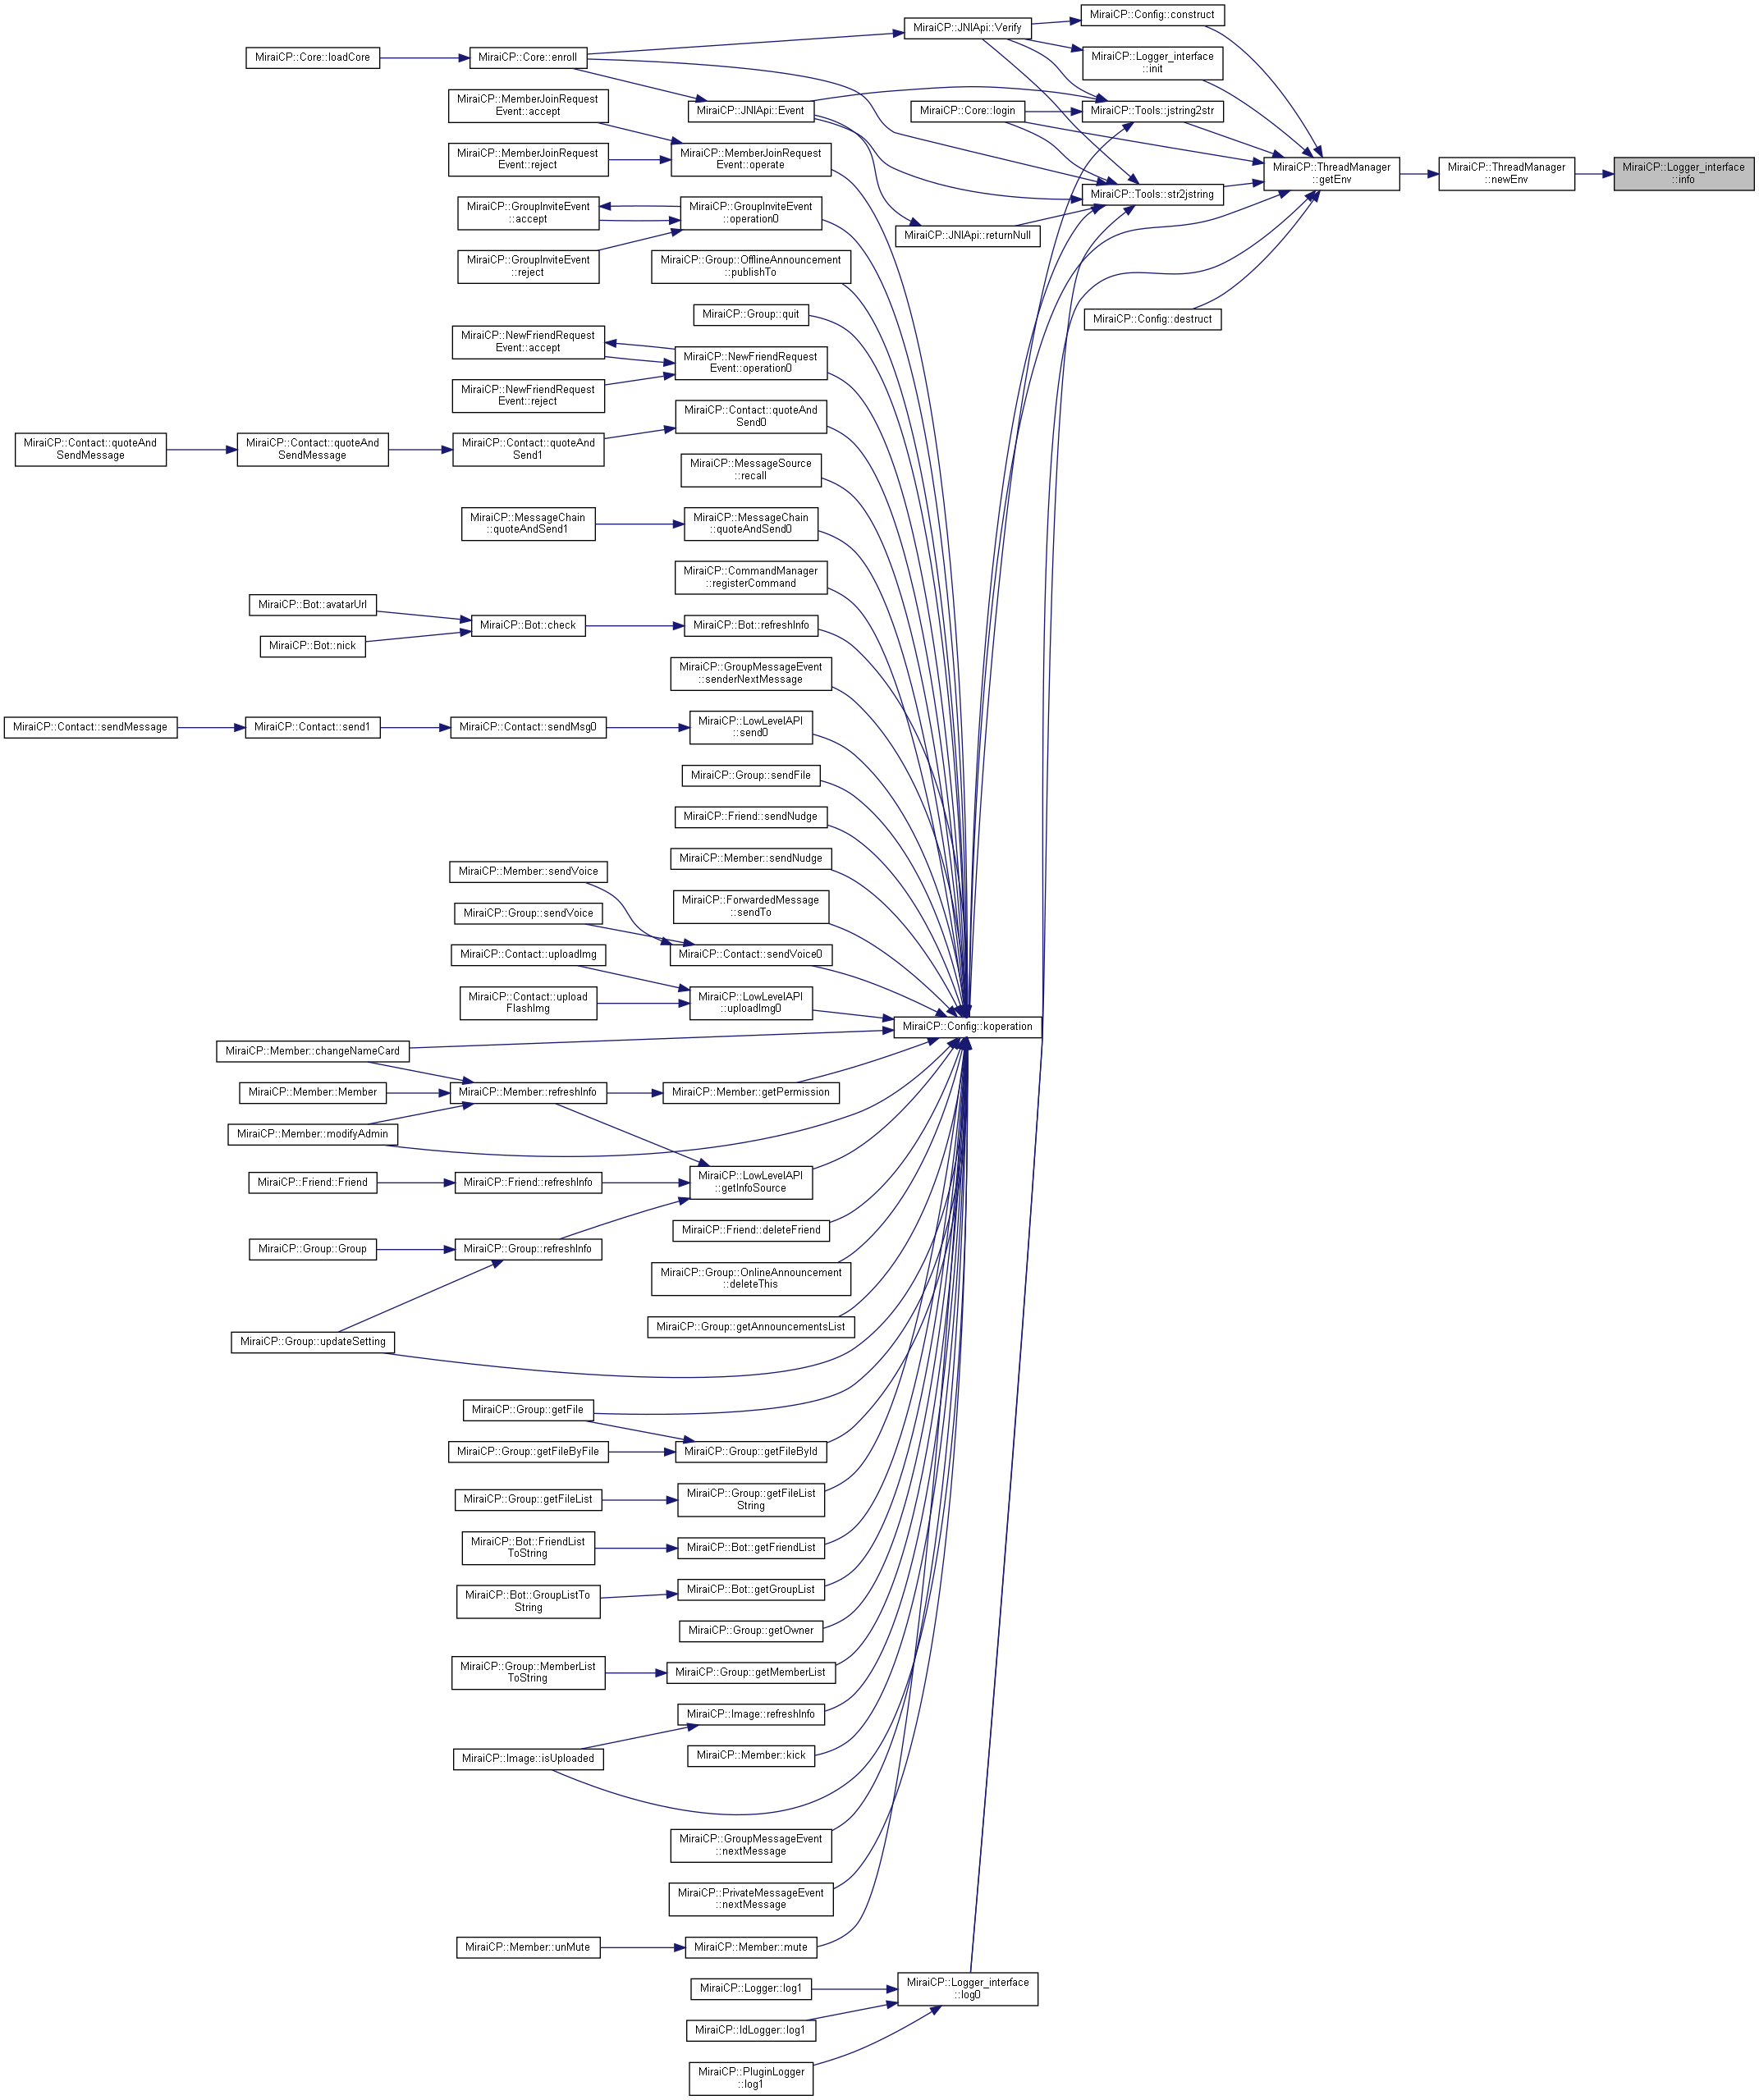 MiraiCP::Config::construct
MiraiCP::JNIApi::Verify
MiraiCP::Core::loadCore
MiraiCP::Core::enroll
MiraiCP::Logger_interface
::init
MiraiCP::MemberJoinRequest
Event::accept
MiraiCP::JNIApi::Event
MiraiCP::Core::login
MiraiCP::Tools::jstring2str
MiraiCP::MemberJoinRequest
Event::reject
MiraiCP::MemberJoinRequest
Event::operate
MiraiCP::ThreadManager
::getEnv
MiraiCP::ThreadManager
::newEnv
MiraiCP::Logger_interface
::info
MiraiCP::Tools::str2jstring
MiraiCP::GroupInviteEvent
::accept
MiraiCP::GroupInviteEvent
::operation0
MiraiCP::JNIApi::returnNull
MiraiCP::GroupInviteEvent
::reject
MiraiCP::Group::OfflineAnnouncement
::publishTo
MiraiCP::Group::quit
MiraiCP::Config::destruct
MiraiCP::NewFriendRequest
Event::accept
MiraiCP::NewFriendRequest
Event::operation0
MiraiCP::NewFriendRequest
Event::reject
MiraiCP::Contact::quoteAnd
Send0
MiraiCP::Contact::quoteAnd
SendMessage
MiraiCP::Contact::quoteAnd
SendMessage
MiraiCP::Contact::quoteAnd
Send1
MiraiCP::MessageSource
::recall
MiraiCP::MessageChain
::quoteAndSend1
MiraiCP::MessageChain
::quoteAndSend0
MiraiCP::CommandManager
::registerCommand
MiraiCP::Bot::avatarUrl
MiraiCP::Bot::check
MiraiCP::Bot::refreshInfo
MiraiCP::Bot::nick
MiraiCP::GroupMessageEvent
::senderNextMessage
MiraiCP::Contact::sendMessage
MiraiCP::Contact::send1
MiraiCP::Contact::sendMsg0
MiraiCP::LowLevelAPI
::send0
MiraiCP::Group::sendFile
MiraiCP::Friend::sendNudge
MiraiCP::Member::sendNudge
MiraiCP::Member::sendVoice
MiraiCP::ForwardedMessage
::sendTo
MiraiCP::Group::sendVoice
MiraiCP::Contact::sendVoice0
MiraiCP::Contact::uploadImg
MiraiCP::Contact::upload
FlashImg
MiraiCP::LowLevelAPI
::uploadImg0
MiraiCP::Config::koperation
MiraiCP::Member::changeNameCard
MiraiCP::Member::Member
MiraiCP::Member::refreshInfo
MiraiCP::Member::getPermission
MiraiCP::Member::modifyAdmin
MiraiCP::Friend::Friend
MiraiCP::Friend::refreshInfo
MiraiCP::LowLevelAPI
::getInfoSource
MiraiCP::Friend::deleteFriend
MiraiCP::Group::Group
MiraiCP::Group::refreshInfo
MiraiCP::Group::OnlineAnnouncement
::deleteThis
MiraiCP::Group::getAnnouncementsList
MiraiCP::Group::updateSetting
MiraiCP::Group::getFile
MiraiCP::Group::getFileByFile
MiraiCP::Group::getFileById
MiraiCP::Group::getFileList
MiraiCP::Group::getFileList
String
MiraiCP::Bot::FriendList
ToString
MiraiCP::Bot::getFriendList
MiraiCP::Bot::GroupListTo
String
MiraiCP::Bot::getGroupList
MiraiCP::Group::getOwner
MiraiCP::Group::MemberList
ToString
MiraiCP::Group::getMemberList
MiraiCP::Image::refreshInfo
MiraiCP::Image::isUploaded
MiraiCP::Member::kick
MiraiCP::GroupMessageEvent
::nextMessage
MiraiCP::PrivateMessageEvent
::nextMessage
MiraiCP::Member::unMute
MiraiCP::Member::mute
MiraiCP::Logger::log1
MiraiCP::Logger_interface
::log0
MiraiCP::IdLogger::log1
MiraiCP::PluginLogger
::log1